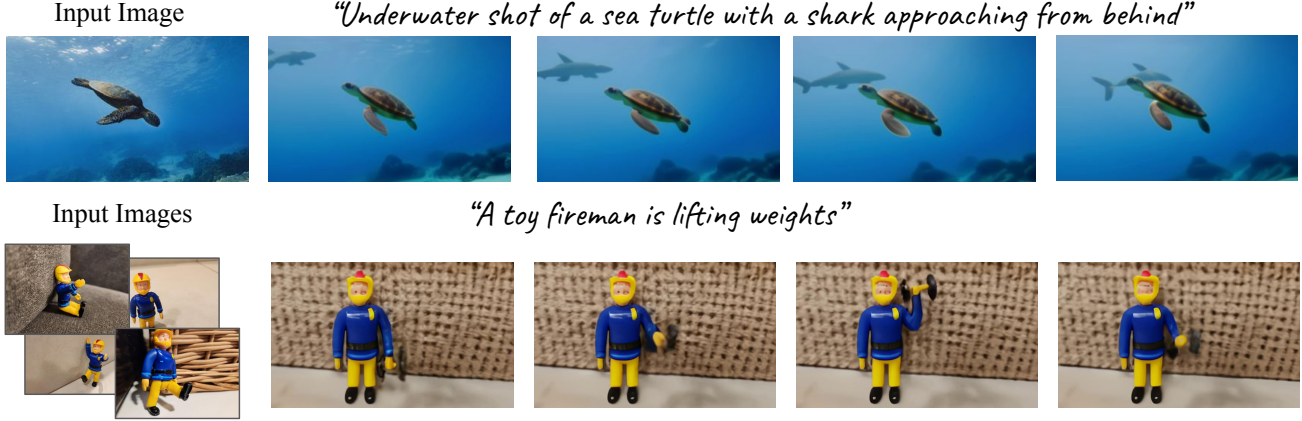 Input Image
“Underwater shot of a sea turtle with a shark approaching from behind”
Input Images
“A toy fireman is lifting weights”